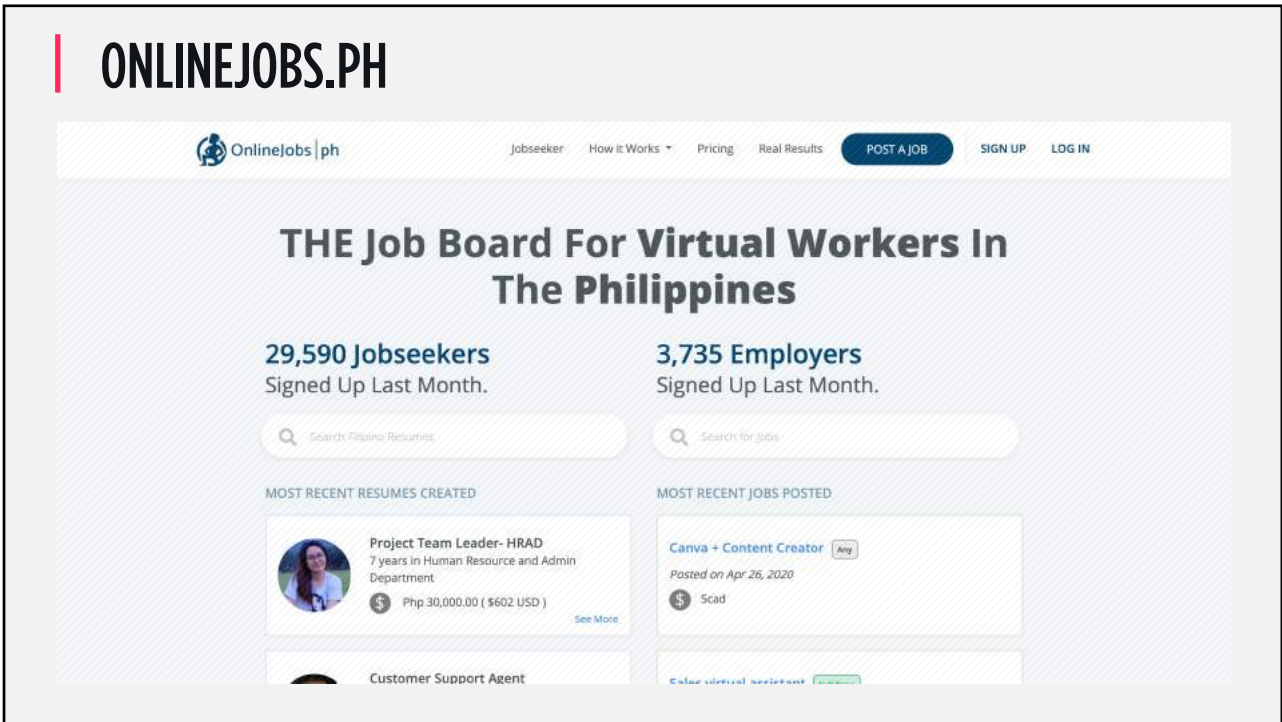 ONLINEJOBS.PH
OnlineJobs ph
Jobseeker How it Works Pricing Real Results POST A JOB SIGN UP LOG IN
THE Job Board For Virtual Workers In
The Philippines
29,590 Jobseekers
Signed Up Last Month.
Search Filipino Resumes
MOST RECENT RESUMES CREATED
Project Team Leader- HRAD
7 years in Human Resource and Admin
Department
$ Php 30,000.00 ( $602 USD )
See More
Customer Support Agent
3,735 Employers
Signed Up Last Month.
Search for Jobs
MOST RECENT JOBS POSTED
Canva + Content Creator Any
Posted on Apr 26, 2020
$ 5cad
Sales virtual assistant